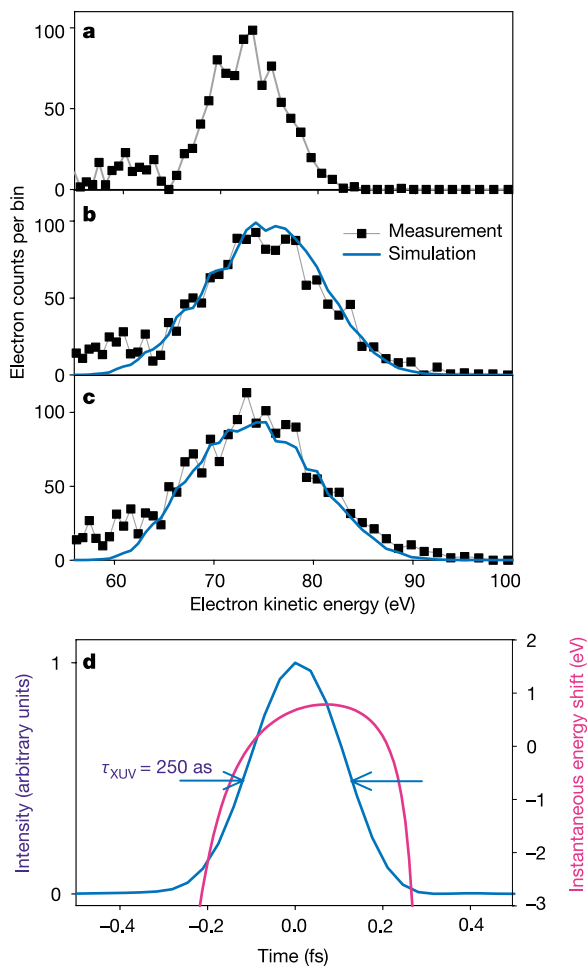 a
100
50
0
b
Measurement
Simulation
100
50
0
Electron counts per bin
c
100
50
0
60 70 80 90 100
Electron kinetic energy (eV)
d
1
0
Intensity (arbitrary units)
τXUV = 250 as
2
1
0
−1
−2
−3
Instantaneous energy shift (eV)
−0.4 −0.2 0.0 0.2 0.4
Time (fs)